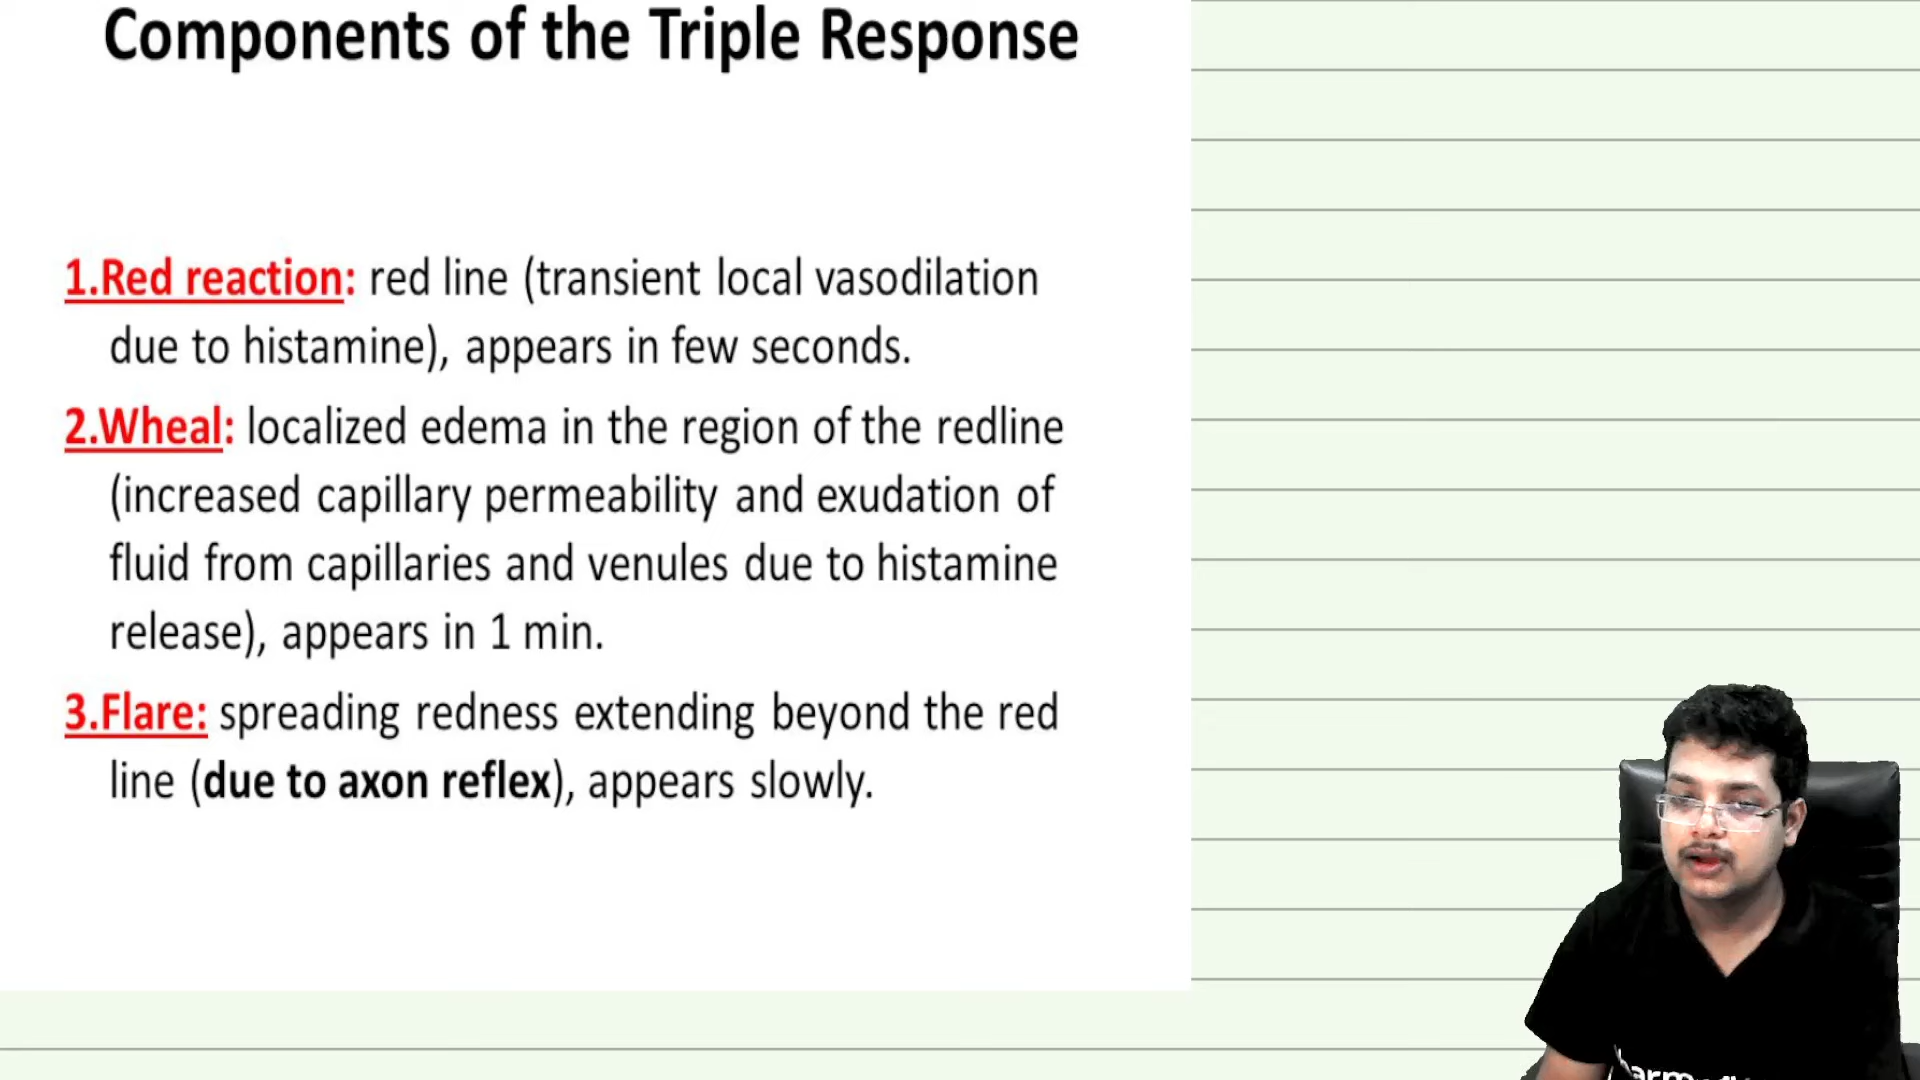 Components of the Triple Response
1.Red reaction: red line (transient local vasodilation
due to histamine), appears in few seconds.
2.Wheal: localized edema in the region of the redline
(increased capillary permeability and exudation of
fluid from capillaries and venules due to histamine
release), appears in 1 min.
3.Flare: spreading redness extending beyond the red
line (due to axon reflex), appears slowly.